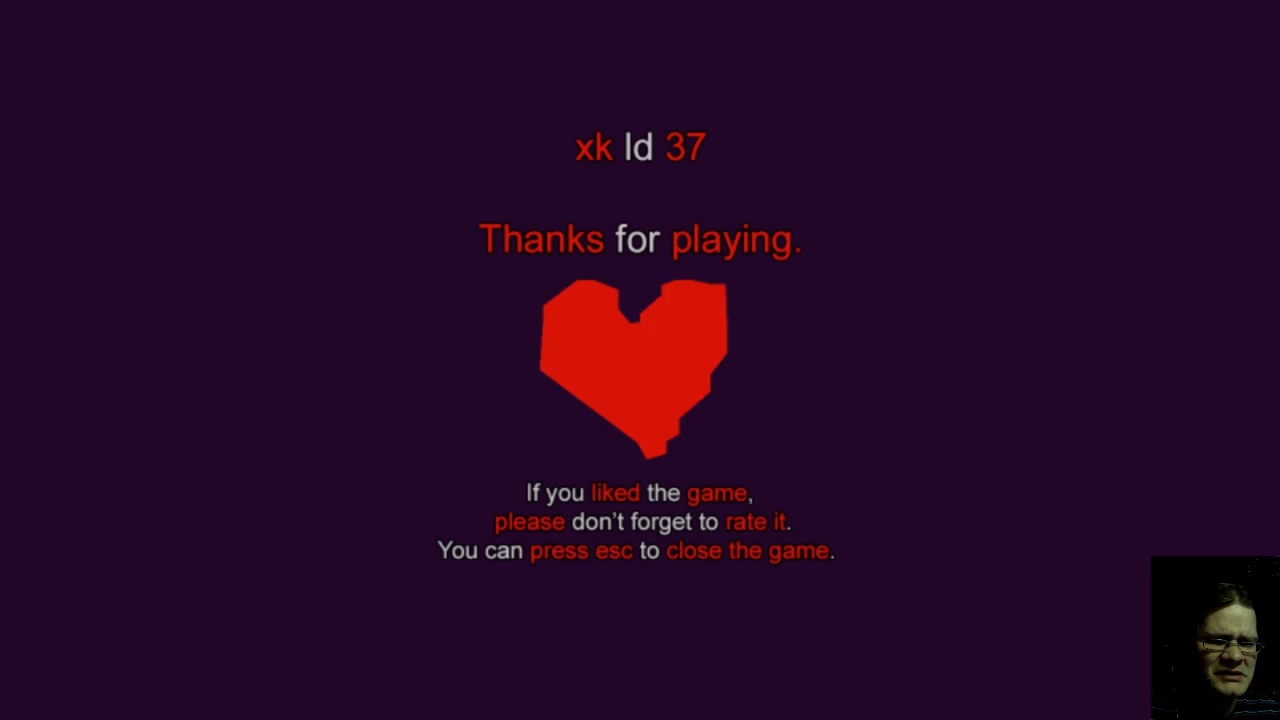 xk ld 37
Thanks for playing.
If you liked the game,
please don't forget to rate it.
You can press esc to close the game.